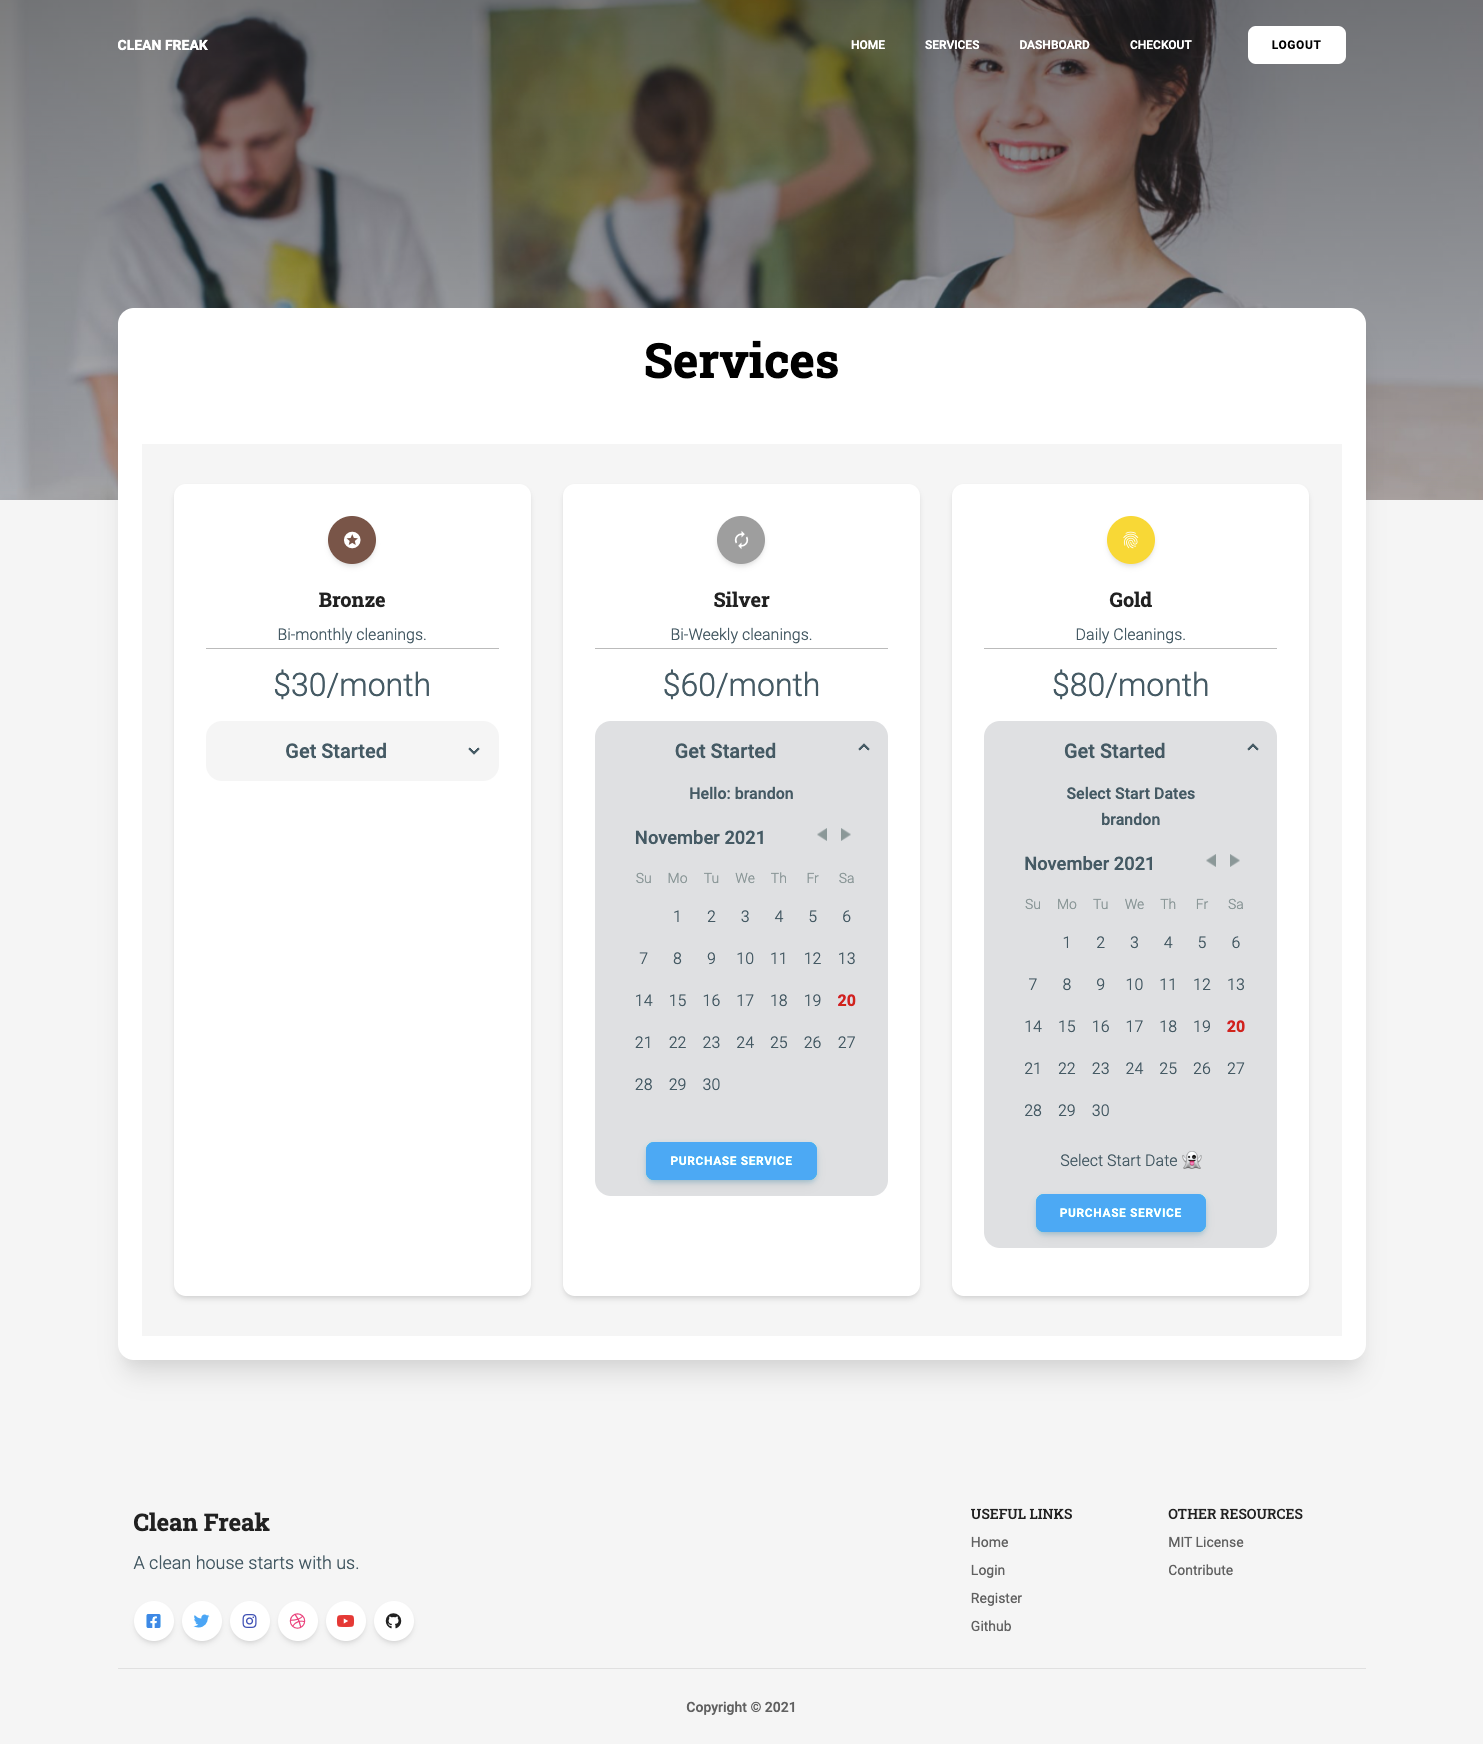 CLEAN FREAK
HOME SERVICES DASHBOARD CHECKOUT LOGOUT
Services
Bronze
Bi-monthly cleanings.
$30/month
Get Started
Silver
Bi-Weekly cleanings.
$60/month
Get Started
Hello: brandon
November 2021
Su Mo Tu We Th Fr Sa
1 2 3 4 5 6
7 8 9 10 11 12 13
14 15 16 17 18 19 20
21 22 23 24 25 26 27
28 29 30
PURCHASE SERVICE
Gold
Daily Cleanings.
$80/month
Get Started
Select Start Dates
brandon
November 2021
Su Mo Tu We Th Fr Sa
1 2 3 4 5 6
7 8 9 10 11 12 13
14 15 16 17 18 19 20
21 22 23 24 25 26 27
28 29 30
Select Start Date 👻
PURCHASE SERVICE
Clean Freak
A clean house starts with us.
USEFUL LINKS
Home
Login
Register
Github
OTHER RESOURCES
MIT License
Contribute
Copyright © 2021